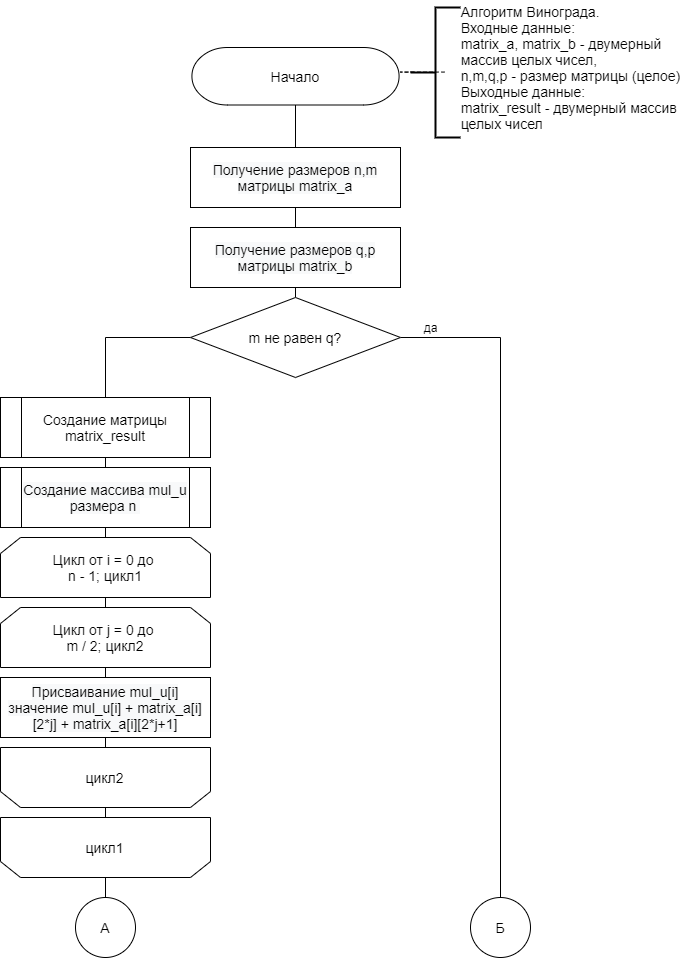 Алгоритм Винограда.
Входные данные:
matrix_a, matrix_b - двумерный
массив целых чисел,
n,m,q,p - размер матрицы (целое)
Выходные данные:
matrix_result - двумерный массив
целых чисел
Начало
Получение размеров n,m
матрицы matrix_a
Получение размеров q,p
матрицы matrix_b
m не равен q?
да
Создание матрицы
matrix_result
Создание массива mul_u
размера n
Цикл от i = 0 до
n - 1; цикл1
Цикл от j = 0 до
m / 2; цикл2
Присваивание mul_u[i]
значение mul_u[i] + matrix_a[i]
[2*j] + matrix_a[i][2*j+1]
цикл2
цикл1
А
Б